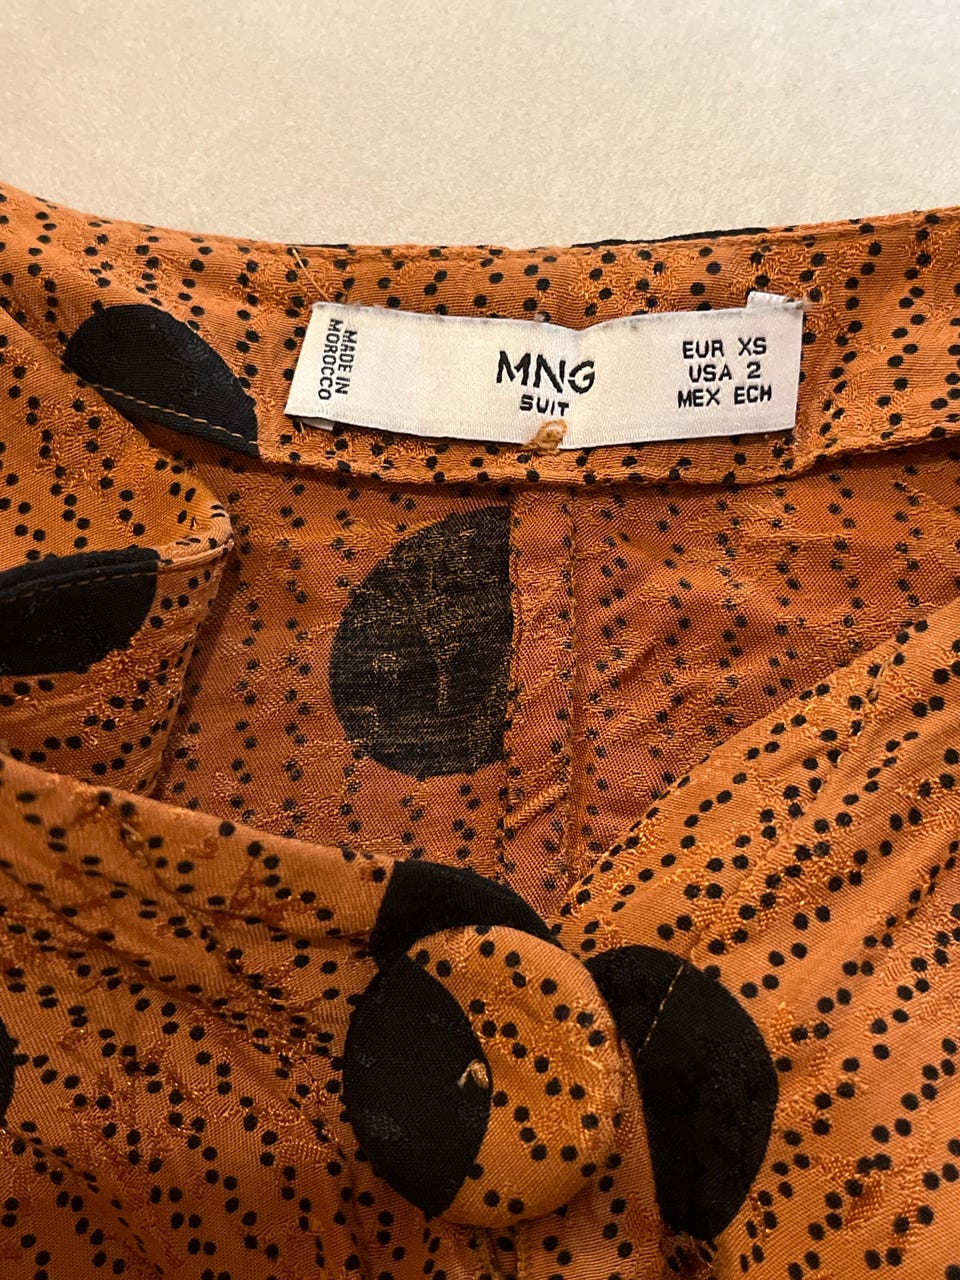 MADE IN
MOROCCO
MNG
SUIT
EUR XS
USA 2
MEX ECH